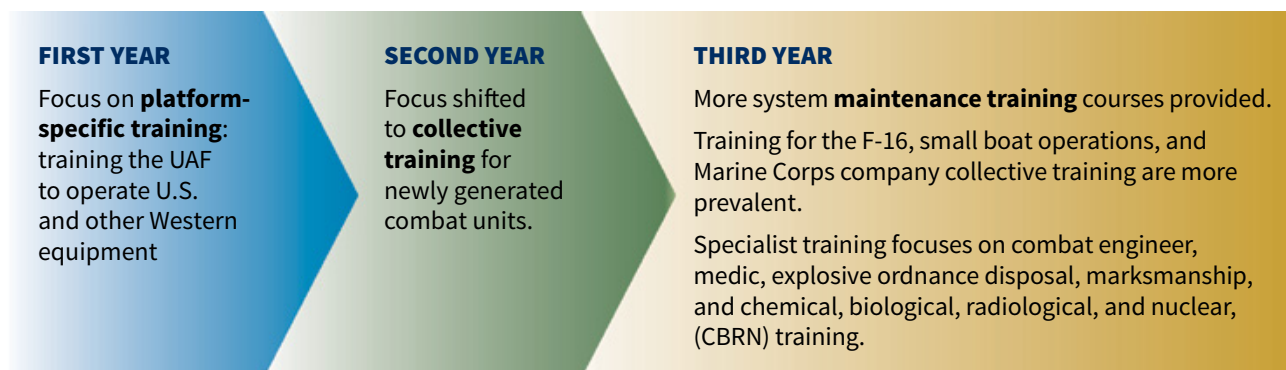 FIRST YEAR
Focus on platform-
specific training:
training the UAF
to operate U.S.
and other Western
equipment
SECOND YEAR
Focus shifted
to collective
training for
newly generated
combat units.
THIRD YEAR
More system maintenance training courses provided.
Training for the F-16, small boat operations, and
Marine Corps company collective training are more
prevalent.
Specialist training focuses on combat engineer,
medic, explosive ordnance disposal, marksmanship,
and chemical, biological, radiological, and nuclear,
(CBRN) training.